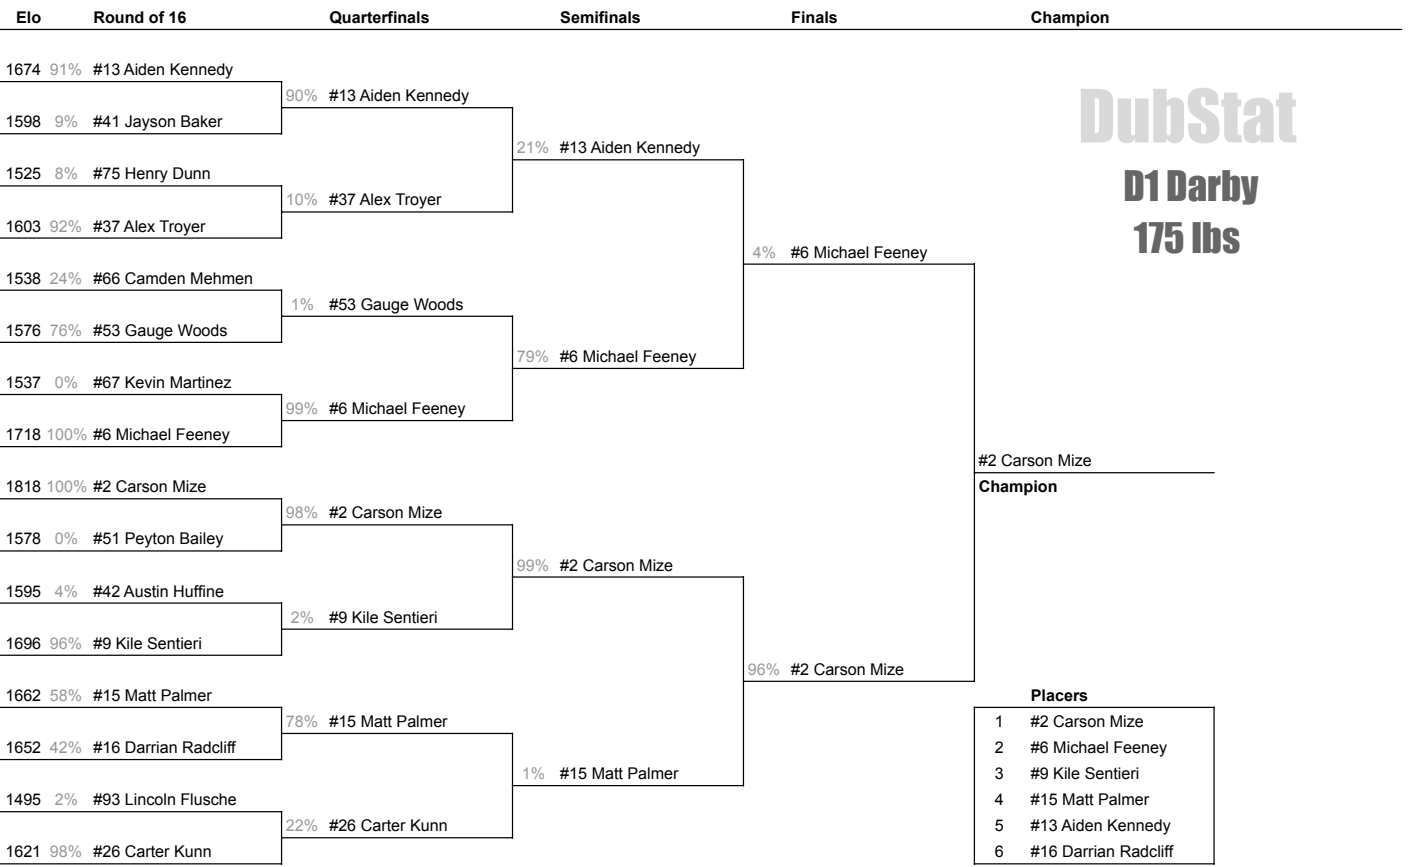 Elo Round of 16 Quarterfinals Semifinals Finals Champion
1674 91% #13 Aiden Kennedy
90% #13 Aiden Kennedy
DubStat
1598 9% #41 Jayson Baker
21% #13 Aiden Kennedy
1525 8% #75 Henry Dunn
D1 Darby
10% #37 Alex Troyer
1603 92% #37 Alex Troyer
175 lbs
4% #6 Michael Feeney
1538 24% #66 Camden Mehmen
1% #53 Gauge Woods
1576 76% #53 Gauge Woods
79% #6 Michael Feeney
1537 0% #67 Kevin Martinez
99% #6 Michael Feeney
1718 100% #6 Michael Feeney
#2 Carson Mize
1818 100% #2 Carson Mize
Champion
98% #2 Carson Mize
1578 0% #51 Peyton Bailey
99% #2 Carson Mize
1595 4% #42 Austin Huffine
2% #9 Kile Sentieri
1696 96% #9 Kile Sentieri
96% #2 Carson Mize
1662 58% #15 Matt Palmer
Placers
78% #15 Matt Palmer
1 #2 Carson Mize
1652 42% #16 Darrian Radcliff
2 #6 Michael Feeney
1% #15 Matt Palmer
3 #9 Kile Sentieri
1495 2% #93 Lincoln Flusche
4 #15 Matt Palmer
22% #26 Carter Kunn
5 #13 Aiden Kennedy
1621 98% #26 Carter Kunn
6 #16 Darrian Radcliff